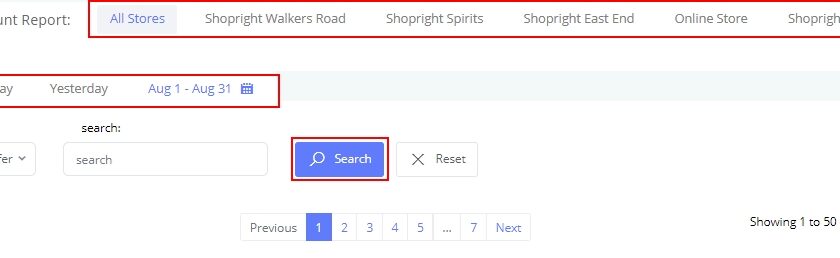 unt Report: All Stores Shopright Walkers Road Shopright Spirits Shopright East End Online Store Shoprigh
ay Yesterday Aug 1 - Aug 31
search:
fer search Search Reset
Previous 1 2 3 4 5 ... 7 Next Showing 1 to 50